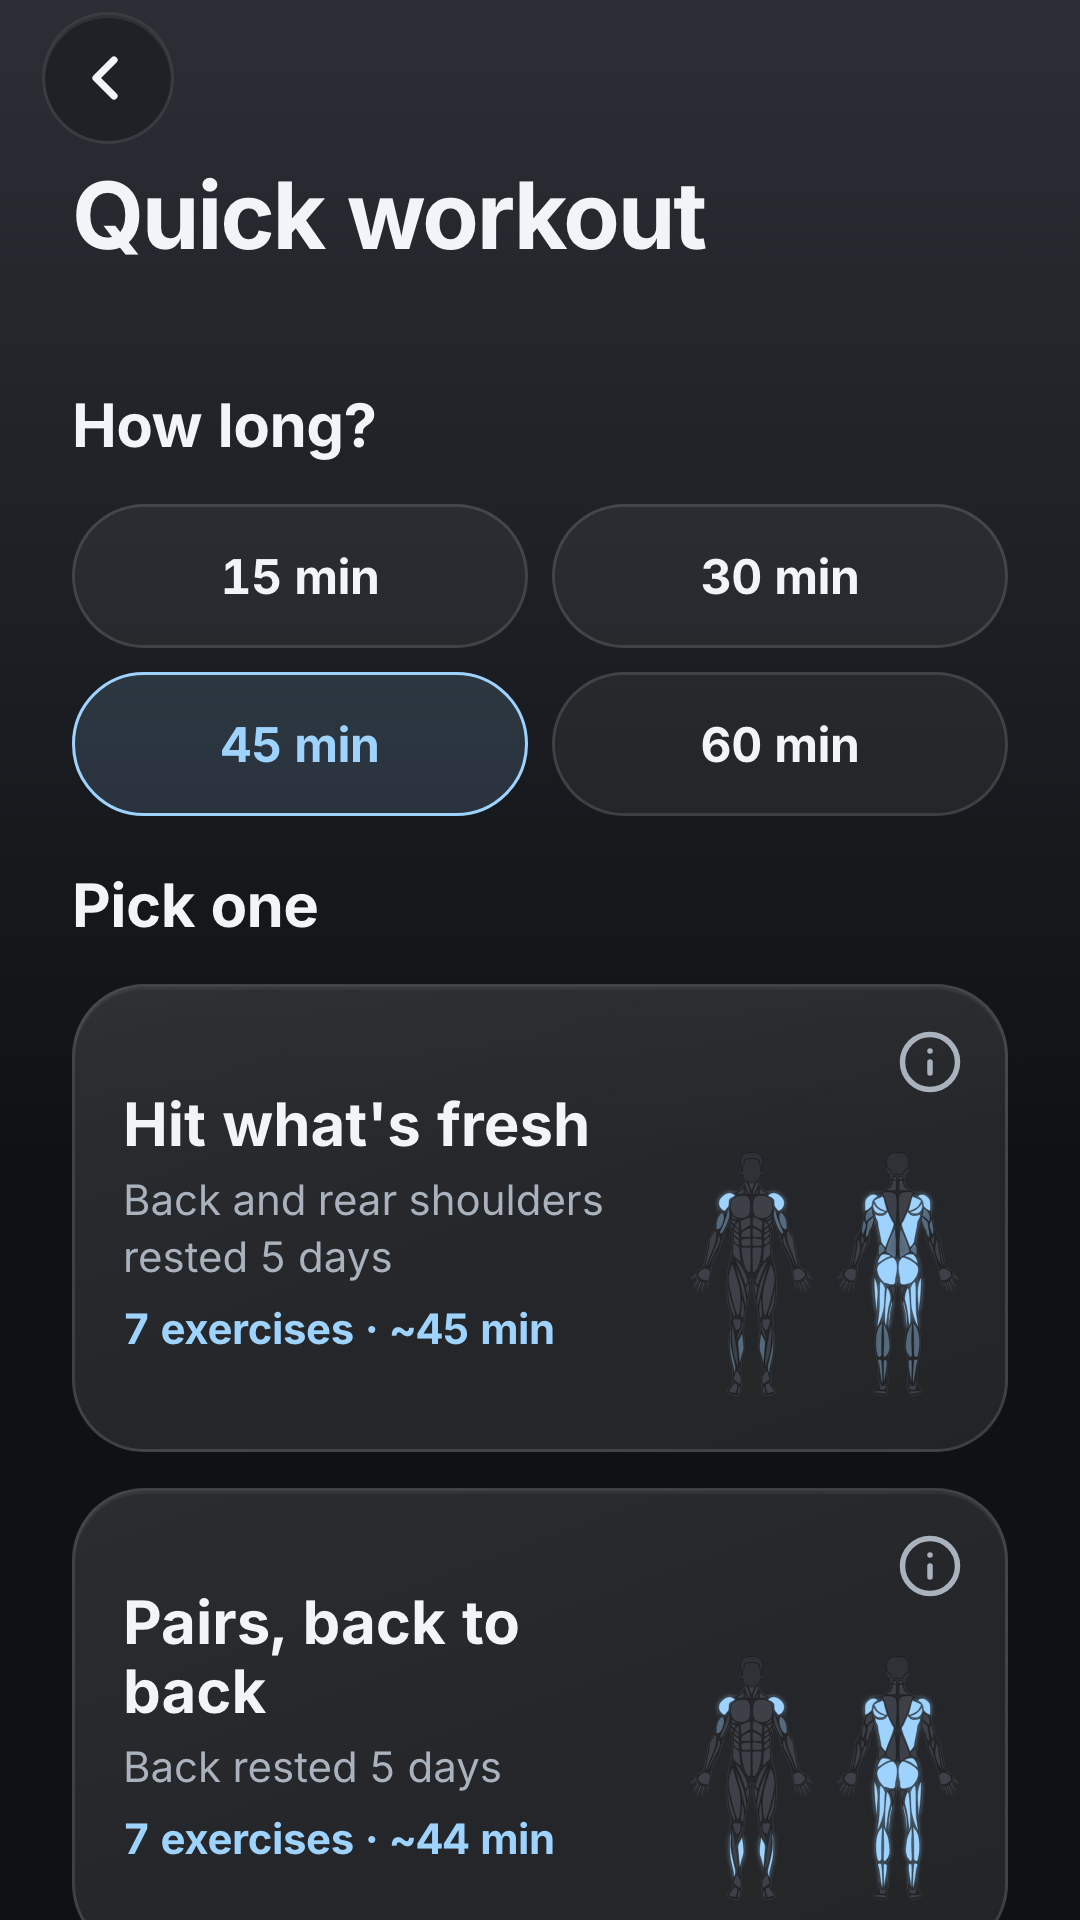 Quick workout
How long?
15 min
30 min
45 min
60 min
Pick one
Hit what's fresh
Back and rear shoulders
rested 5 days
7 exercises · ~45 min
Pairs, back to
back
Back rested 5 days
7 exercises · ~44 min